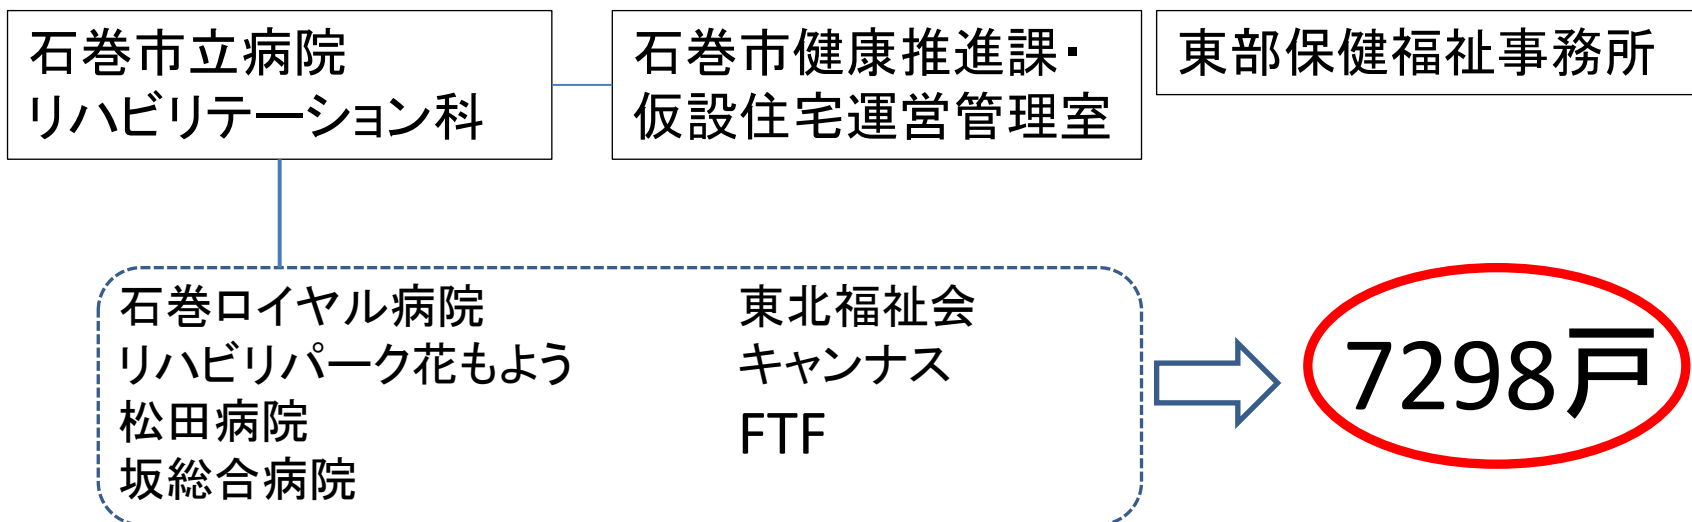 石巻市立病院
リハビリテーション科
石巻市健康推進課・
仮設住宅運営管理室
東部保健福祉事務所
石巻ロイヤル病院
リハビリパーク花もよう
松田病院
坂総合病院
東北福祉会
キャンナス
FTF
7298戸